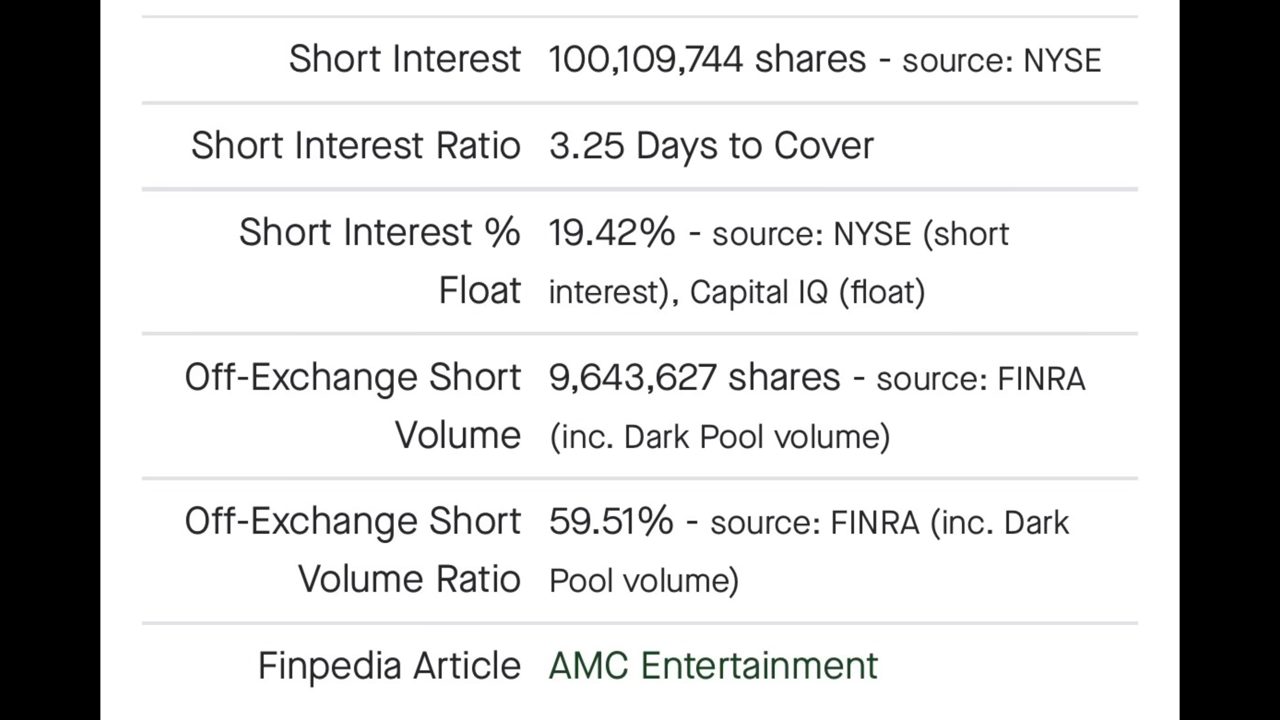 Short Interest 100,109,744 shares - source: NYSE
Short Interest Ratio 3.25 Days to Cover
Short Interest % 19.42% - source: NYSE (short
Float interest), Capital IQ (float)
Off-Exchange Short 9,643,627 shares - source: FINRA
Volume (inc. Dark Pool volume)
Off-Exchange Short 59.51% - source: FINRA (inc. Dark
Volume Ratio Pool volume)
Finpedia Article AMC Entertainment